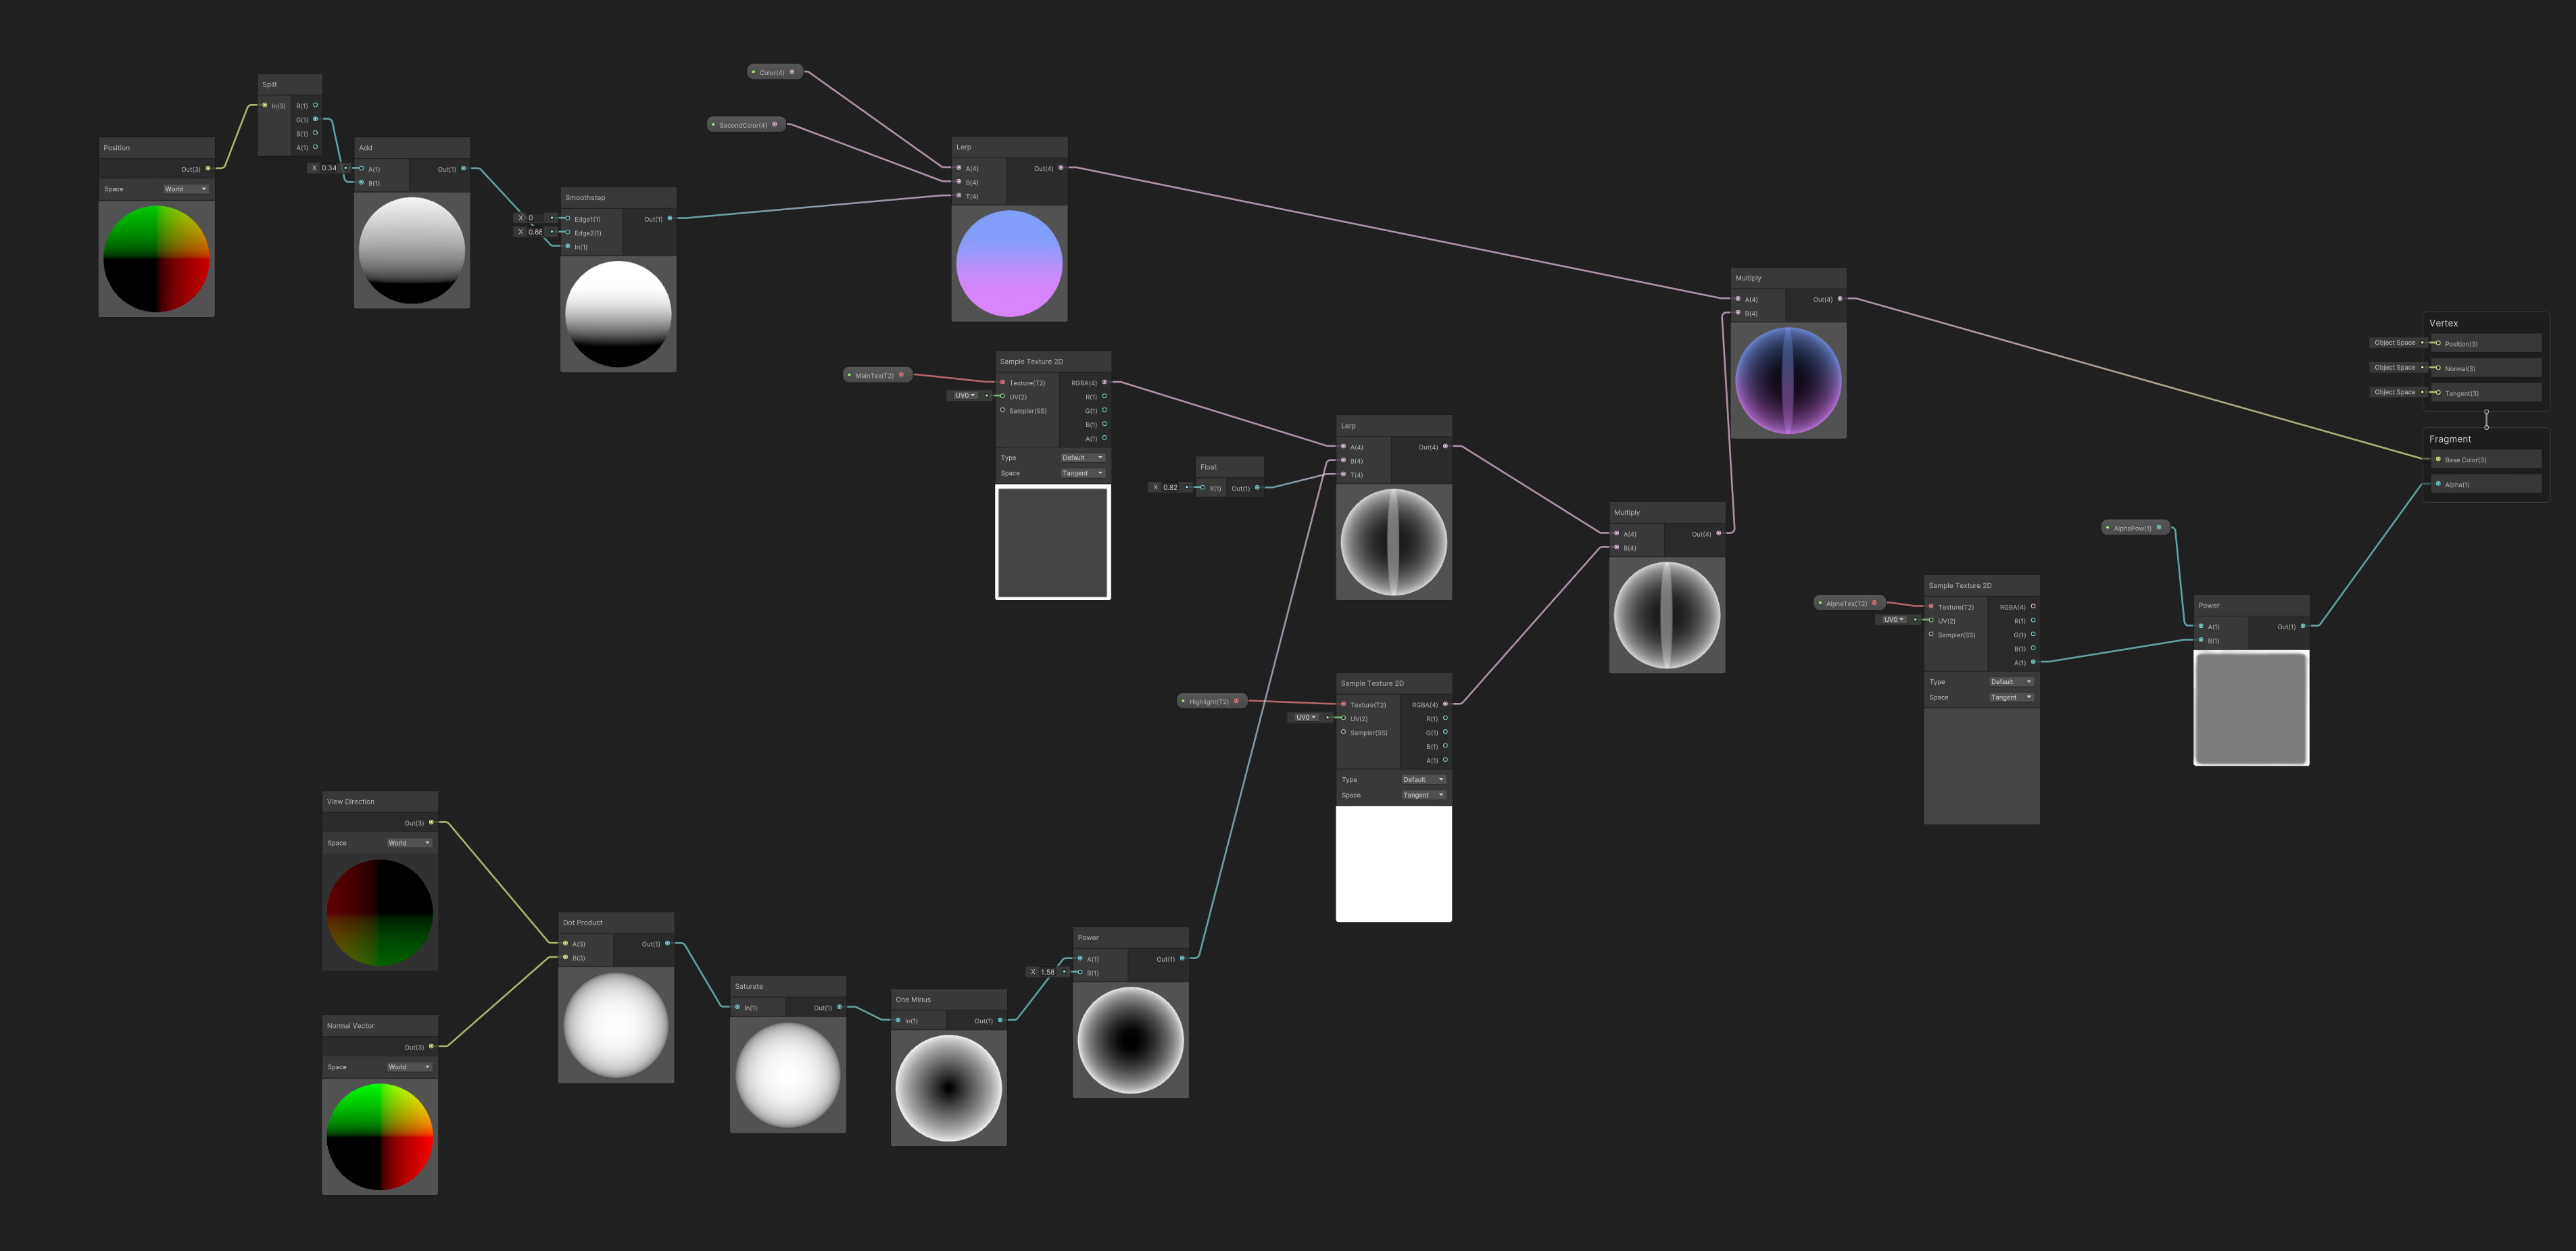 Color(4)
SecondColor(4)
Split
In(3) R(1)
G(1)
B(1)
A(1)
Position
Out(3)
Space World
Add
X 0.34 A(1) Out(1)
B(1)
Smoothstep
X 0 Edge1(1) Out(1)
X 0.66 Edge2(1)
In(1)
Lerp
A(4) Out(4)
B(4)
T(4)
MainTex(T2)
Sample Texture 2D
Texture(T2) RGBA(4)
UV0 UV(2) R(1)
Sampler(SS) G(1)
B(1)
A(1)
Type Default
Space Tangent
Float
X 0.82 X(1) Out(1)
Lerp
A(4) Out(4)
B(4)
T(4)
Multiply
A(4) Out(4)
B(4)
Multiply
A(4) Out(4)
B(4)
Vertex
Object Space Position(3)
Object Space Normal(3)
Object Space Tangent(3)
Fragment
Base Color(3)
Alpha(1)
AlphaPow(1)
AlphaTex(T2)
Sample Texture 2D
Texture(T2) RGBA(4)
UV0 UV(2) R(1)
Sampler(SS) G(1)
B(1)
A(1)
Type Default
Space Tangent
Power
A(1) Out(1)
B(1)
Highlight(T2)
Sample Texture 2D
Texture(T2) RGBA(4)
UV0 UV(2) R(1)
Sampler(SS) G(1)
B(1)
A(1)
Type Default
Space Tangent
View Direction
Out(3)
Space World
Normal Vector
Out(3)
Space World
Dot Product
A(3) Out(1)
B(3)
Saturate
In(1) Out(1)
One Minus
In(1) Out(1)
Power
A(1) Out(1)
X 1.58 B(1)